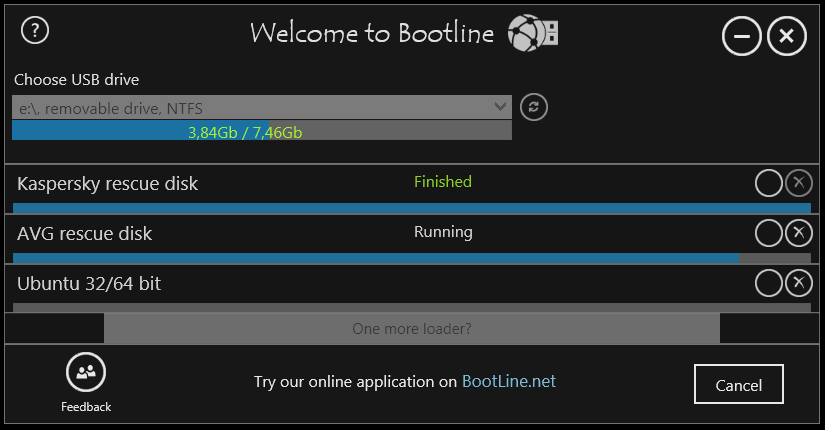 ?
Welcome to Bootline
Choose USB drive
e:\, removable drive, NTFS
3,84Gb / 7,46Gb
Kaspersky rescue disk Finished
AVG rescue disk Running
Ubuntu 32/64 bit
One more loader?
Try our online application on BootLine.net
Cancel
Feedback